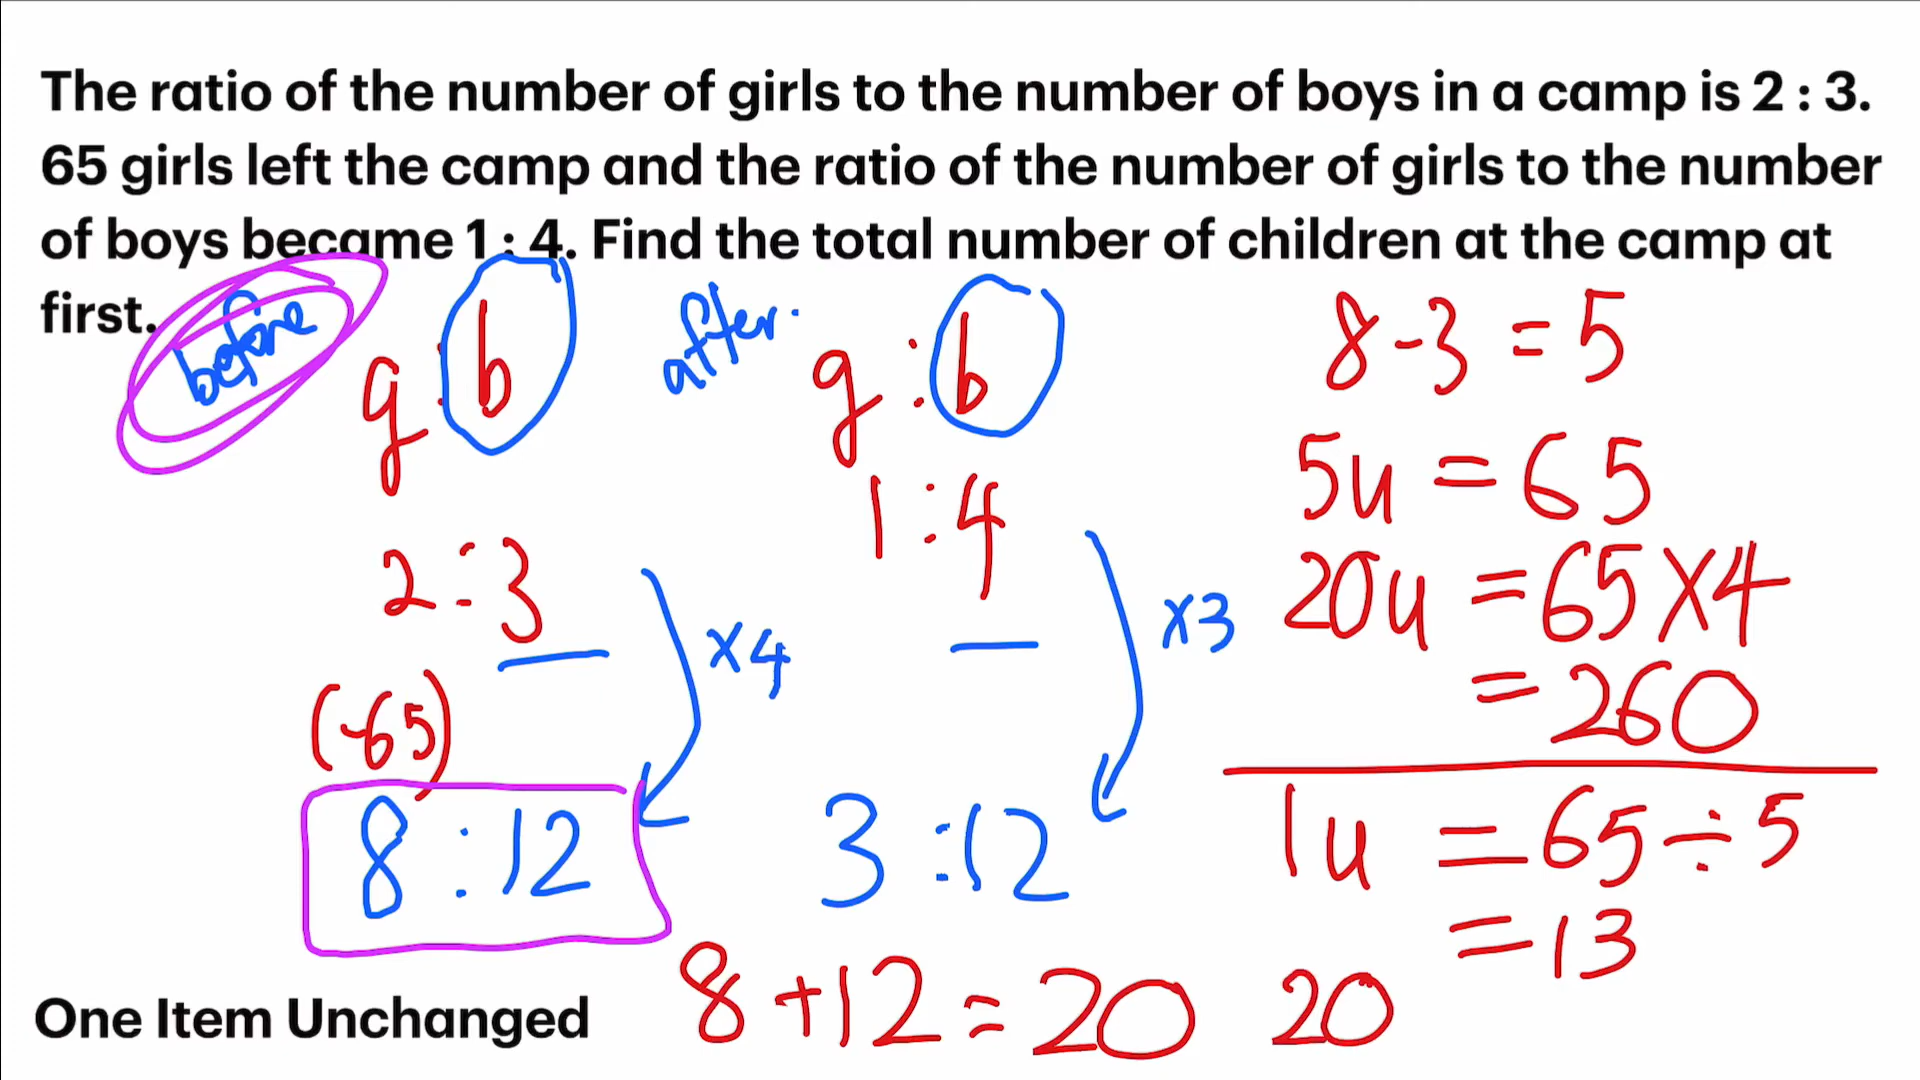 The ratio of the number of girls to the number of boys in a camp is 2 : 3.
65 girls left the camp and the ratio of the number of girls to the number
of boys became 1 : 4. Find the total number of children at the camp at
first.
before
g : b
2 : 3
(-65)
8 : 12
x4
after.
g : b
1 : 4
3 : 12
x3
8 - 3 = 5
5u = 65
20u = 65 x 4
= 260
1u = 65 ÷ 5
= 13
20
8 + 12 = 20
One Item Unchanged